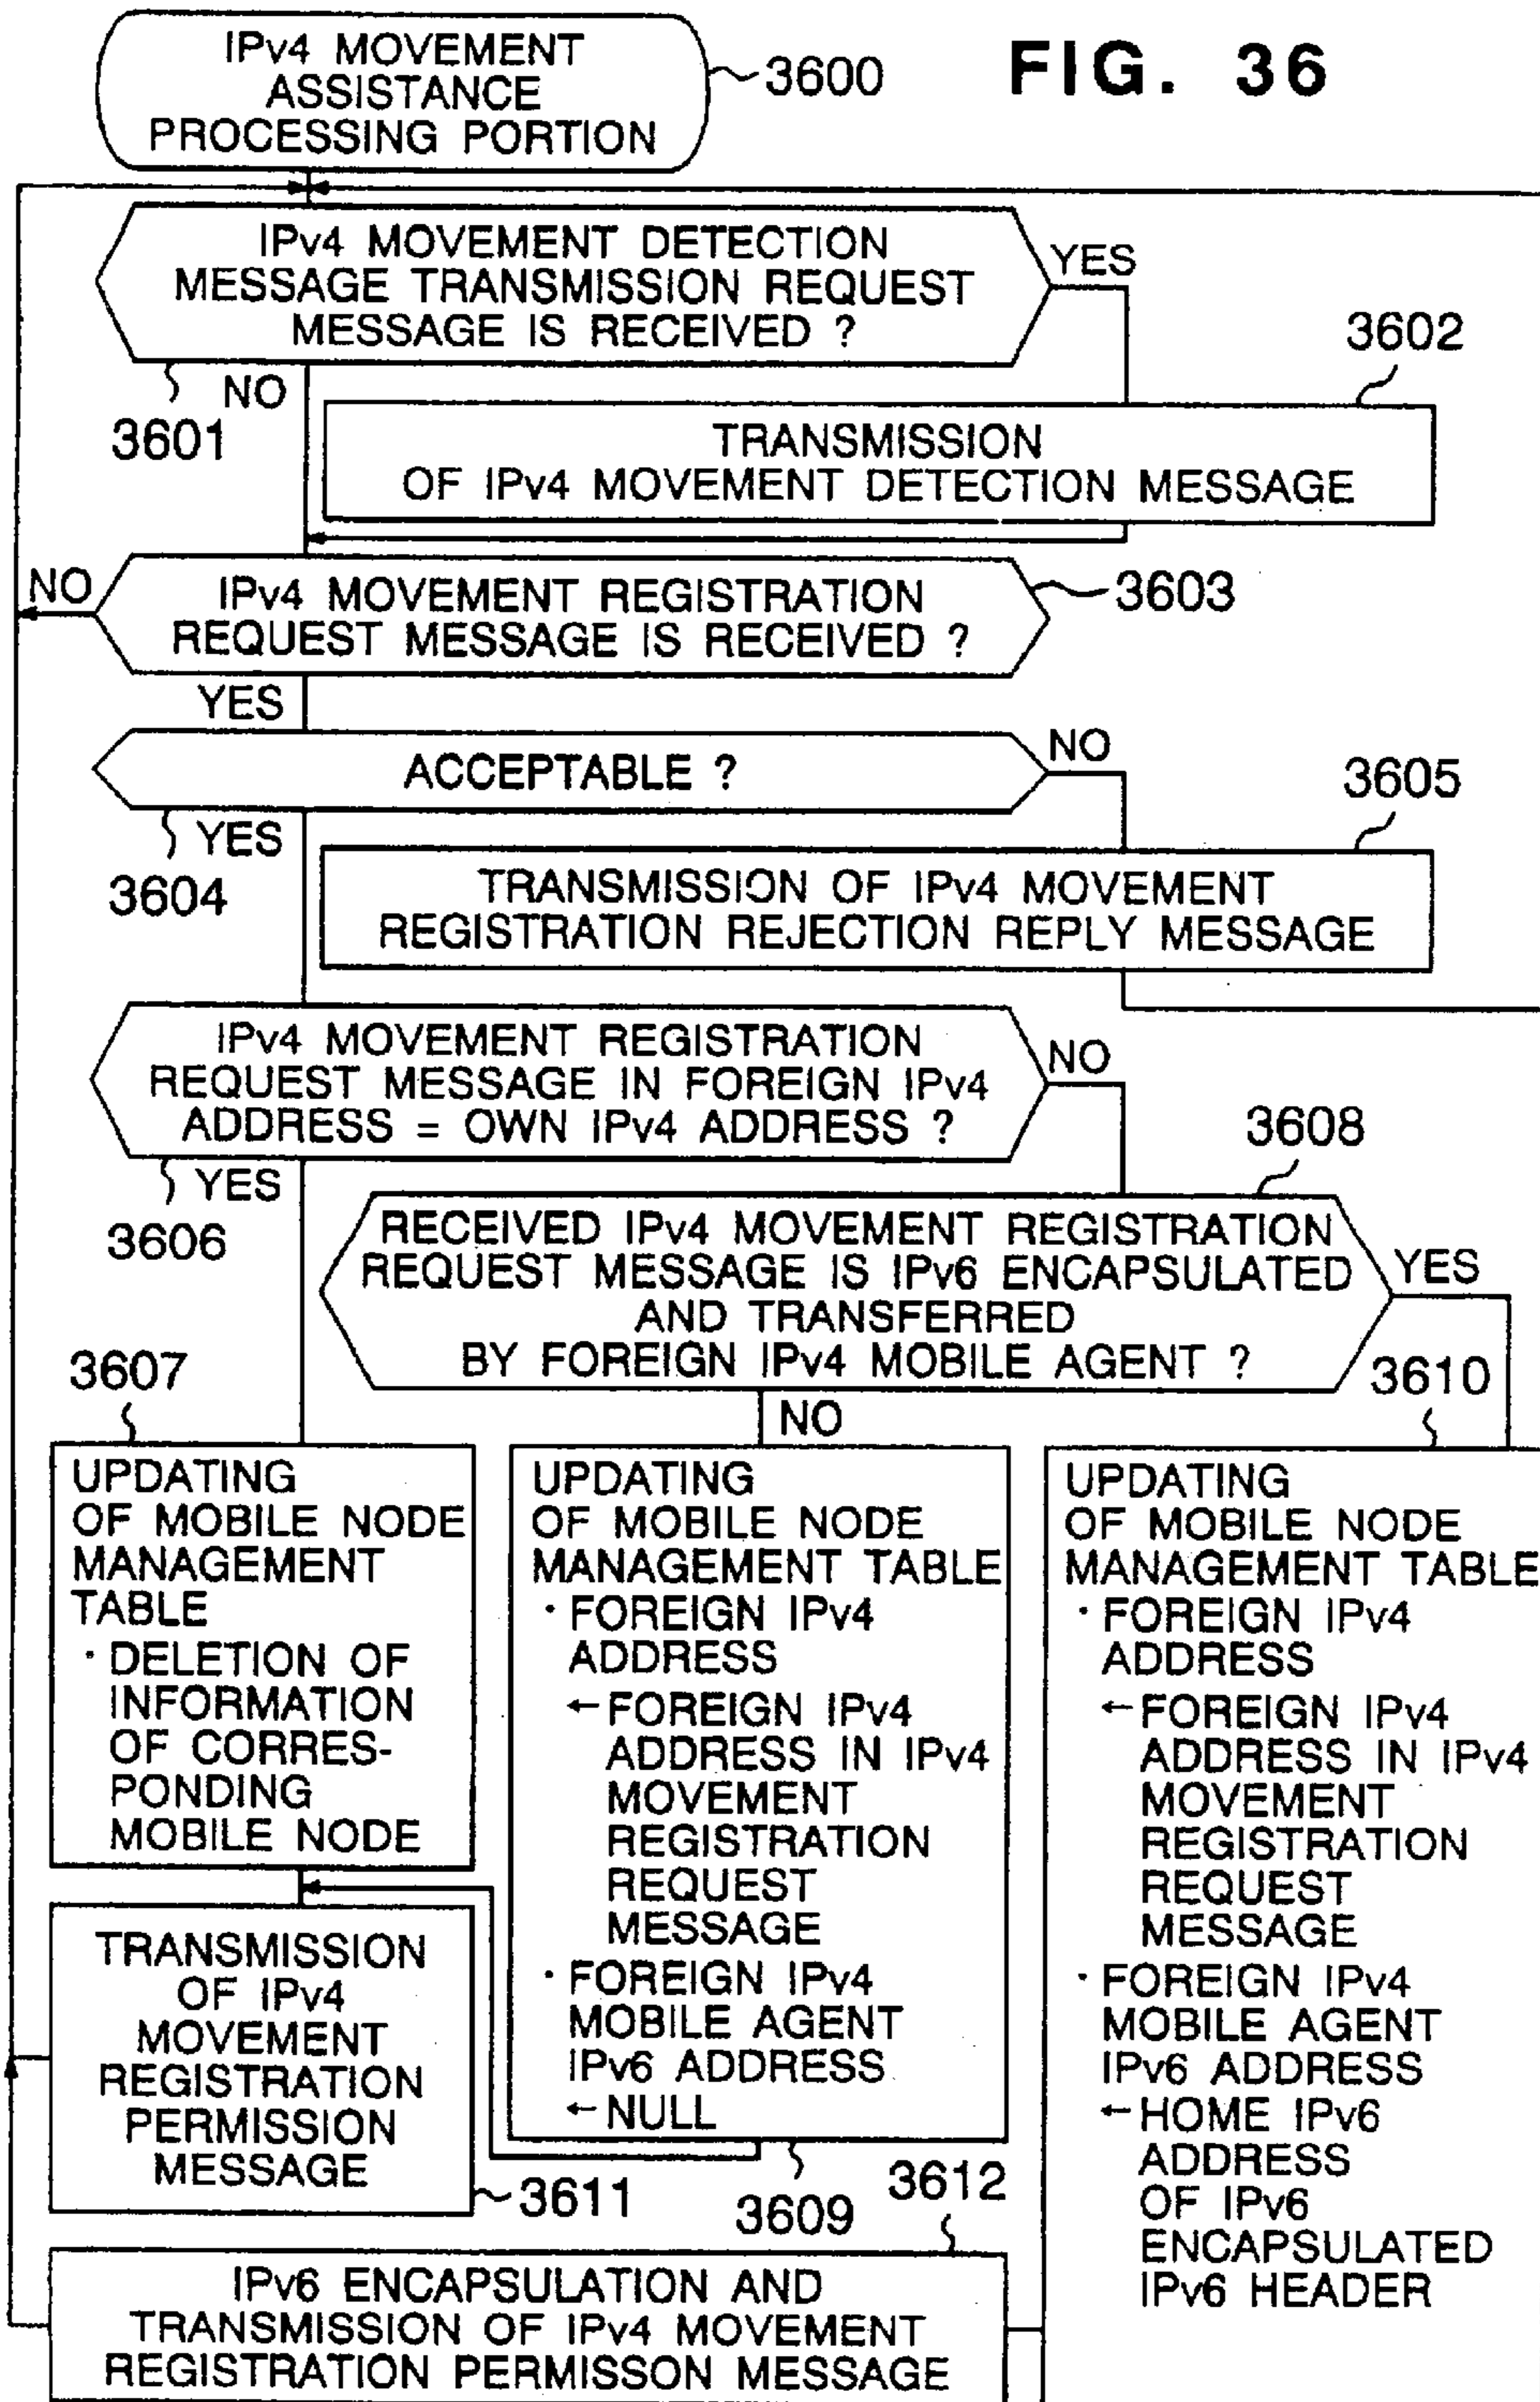 IPv4 MOVEMENT
ASSISTANCE
PROCESSING PORTION
3600
FIG. 36
IPv4 MOVEMENT DETECTION
MESSAGE TRANSMISSION REQUEST
MESSAGE IS RECEIVED ?
YES
3601
NO
3602
TRANSMISSION
OF IPv4 MOVEMENT DETECTION MESSAGE
NO
IPv4 MOVEMENT REGISTRATION
REQUEST MESSAGE IS RECEIVED ?
3603
YES
ACCEPTABLE ?
NO
3604
YES
3605
TRANSMISSION OF IPv4 MOVEMENT
REGISTRATION REJECTION REPLY MESSAGE
IPv4 MOVEMENT REGISTRATION
REQUEST MESSAGE IN FOREIGN IPv4
ADDRESS = OWN IPv4 ADDRESS ?
NO
3606
YES
3608
RECEIVED IPv4 MOVEMENT REGISTRATION
REQUEST MESSAGE IS IPv6 ENCAPSULATED
AND TRANSFERRED
BY FOREIGN IPv4 MOBILE AGENT ?
YES
NO
3607
UPDATING
OF MOBILE NODE
MANAGEMENT
TABLE
· DELETION OF
INFORMATION
OF CORRES-
PONDING
MOBILE NODE
UPDATING
OF MOBILE NODE
MANAGEMENT TABLE
· FOREIGN IPv4
ADDRESS
← FOREIGN IPv4
ADDRESS IN IPv4
MOVEMENT
REGISTRATION
REQUEST
MESSAGE
· FOREIGN IPv4
MOBILE AGENT
IPv6 ADDRESS
← NULL
3609
3610
UPDATING
OF MOBILE NODE
MANAGEMENT TABLE
· FOREIGN IPv4
ADDRESS
← FOREIGN IPv4
ADDRESS IN IPv4
MOVEMENT
REGISTRATION
REQUEST
MESSAGE
· FOREIGN IPv4
MOBILE AGENT
IPv6 ADDRESS
← HOME IPv6
ADDRESS
OF IPv6
ENCAPSULATED
IPv6 HEADER
TRANSMISSION
OF IPv4
MOVEMENT
REGISTRATION
PERMISSION
MESSAGE
3611
3612
IPv6 ENCAPSULATION AND
TRANSMISSION OF IPv4 MOVEMENT
REGISTRATION PERMISSON MESSAGE